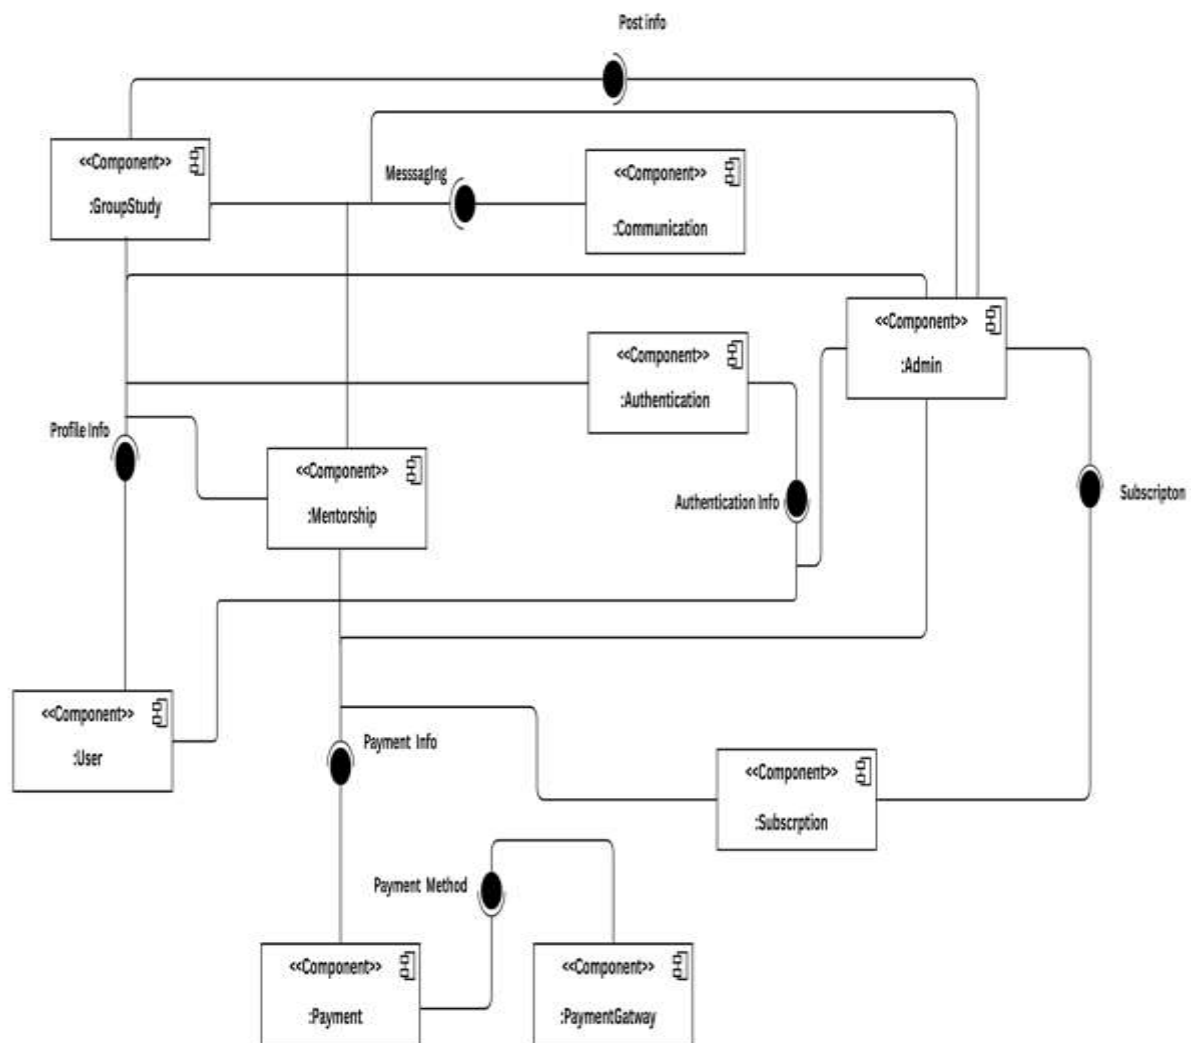 Post info
<<Component>>
:GroupStudy
MesssagIng
<<Component>>
:Communication
<<Component>>
:Admin
<<Component>>
:Authentication
Profile Info
<<Component>>
:Mentorship
Authentication Info
Subscripton
<<Component>>
:User
Payment Info
<<Component>>
:Subscrption
Payment Method
<<Component>>
:Payment
<<Component>>
:PaymentGatway